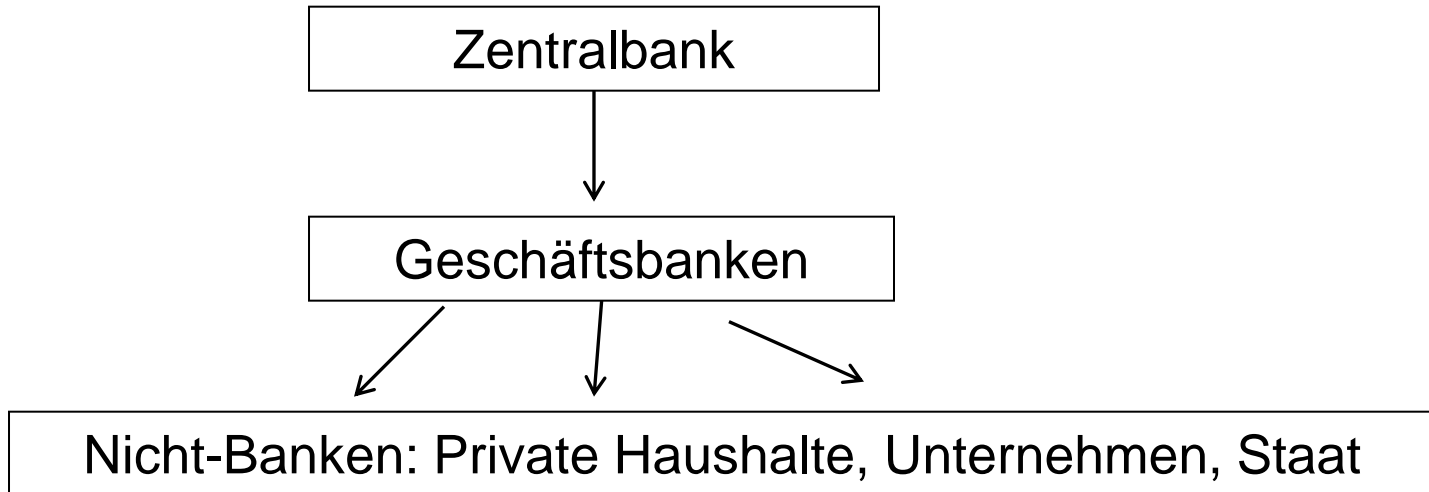 Zentralbank
Geschäftsbanken
Nicht-Banken: Private Haushalte, Unternehmen, Staat